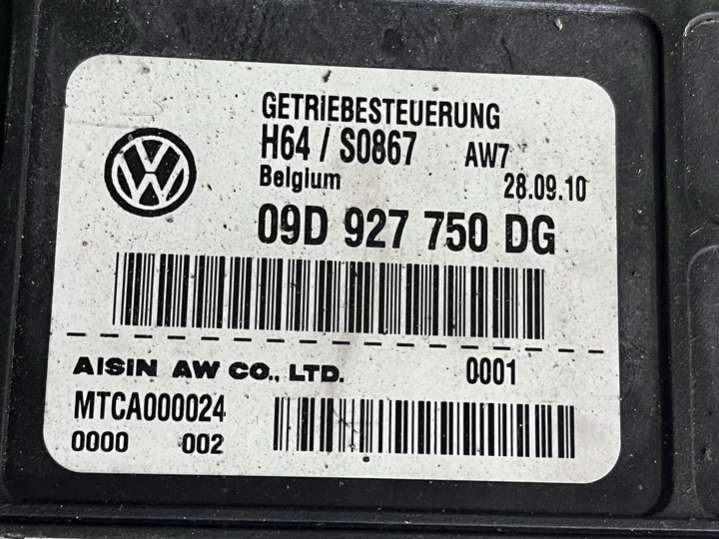 GETRIEBESTEUERUNG
H64 / S0867 AW7
Belgium 28.09.10
09D 927 750 DG
AISIN AW CO., LTD. 0001
MTCA000024
0000 002